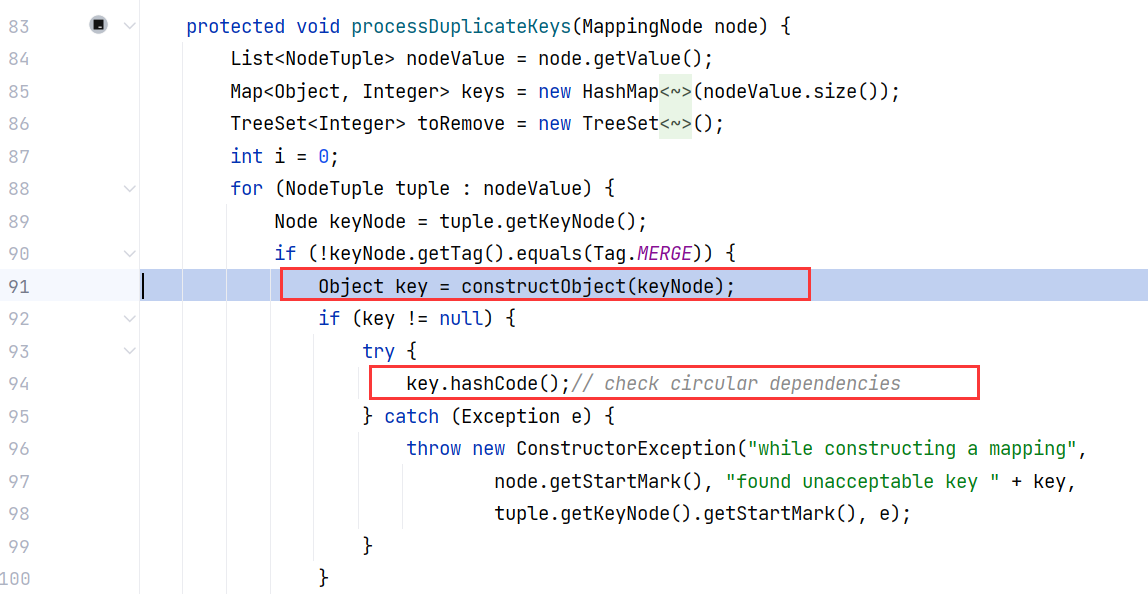 83 protected void processDuplicateKeys(MappingNode node) {
84 List<NodeTuple> nodeValue = node.getValue();
85 Map<Object, Integer> keys = new HashMap<~>(nodeValue.size());
86 TreeSet<Integer> toRemove = new TreeSet<~>();
87 int i = 0;
88 for (NodeTuple tuple : nodeValue) {
89 Node keyNode = tuple.getKeyNode();
90 if (!keyNode.getTag().equals(Tag.MERGE)) {
91 Object key = constructObject(keyNode);
92 if (key != null) {
93 try {
94 key.hashCode();// check circular dependencies
95 } catch (Exception e) {
96 throw new ConstructorException("while constructing a mapping",
97 node.getStartMark(), "found unacceptable key " + key,
98 tuple.getKeyNode().getStartMark(), e);
99 }
100 }